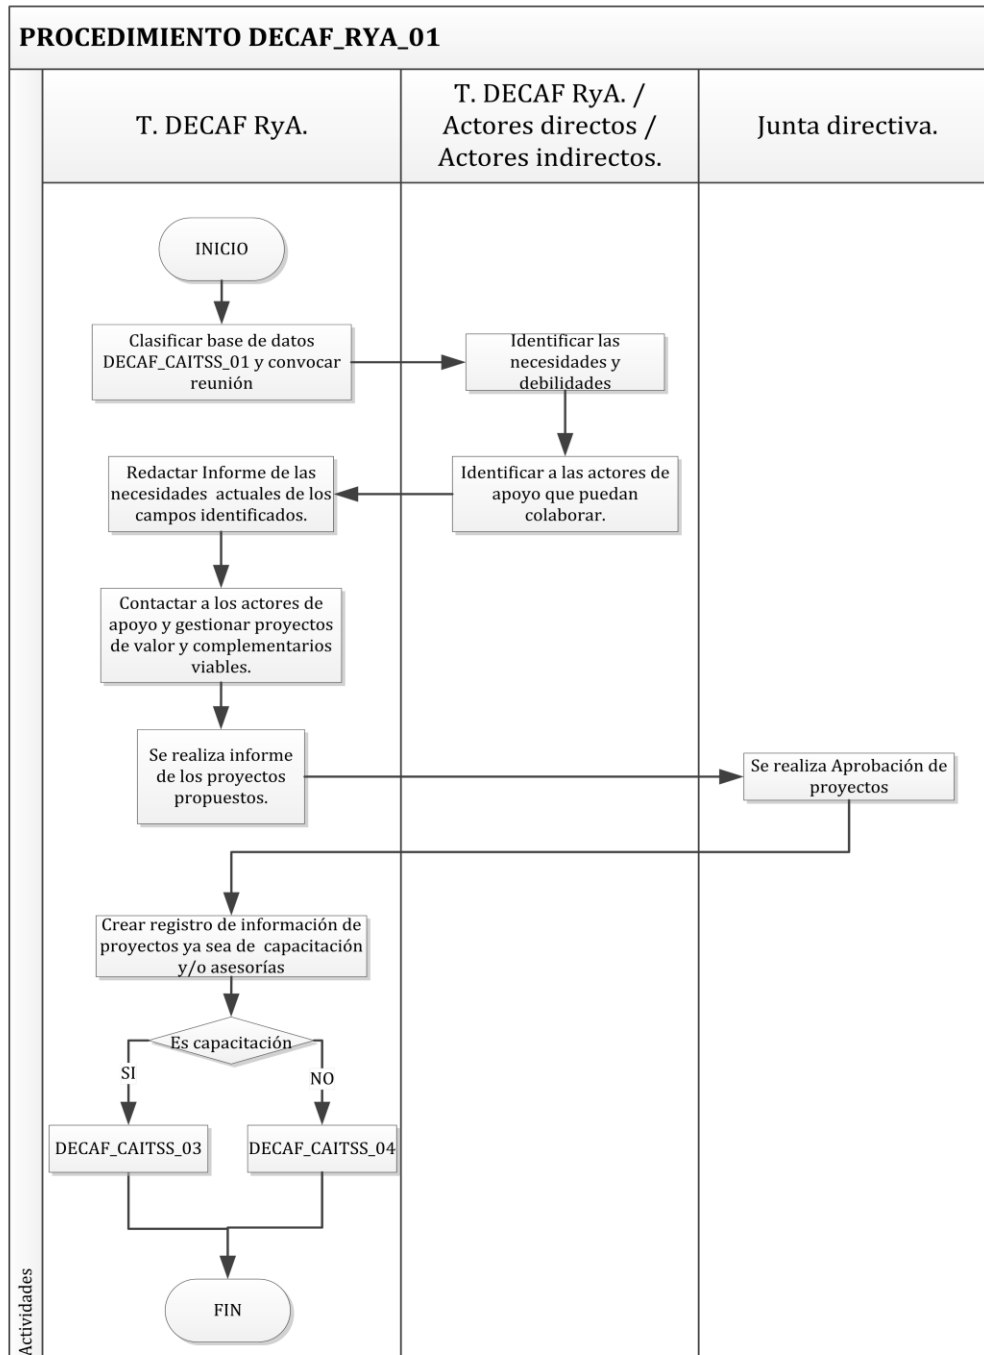 PROCEDIMIENTO DECAF_RYA_01
T. DECAF RyA.
T. DECAF RyA. /
Actores directos /
Actores indirectos.
Junta directiva.
INICIO
Clasificar base de datos
DECAF_CAITSS_01 y convocar
reunión
Identificar las
necesidades y
debilidades
Identificar a las actores de
apoyo que puedan
colaborar.
Redactar Informe de las
necesidades actuales de los
campos identificados.
Contactar a los actores de
apoyo y gestionar proyectos
de valor y complementarios
viables.
Se realiza informe
de los proyectos
propuestos.
Se realiza Aprobación de
proyectos
Crear registro de información de
proyectos ya sea de capacitación
y/o asesorías
Es capacitación
SI
NO
DECAF_CAITSS_03
DECAF_CAITSS_04
FIN
Actividades